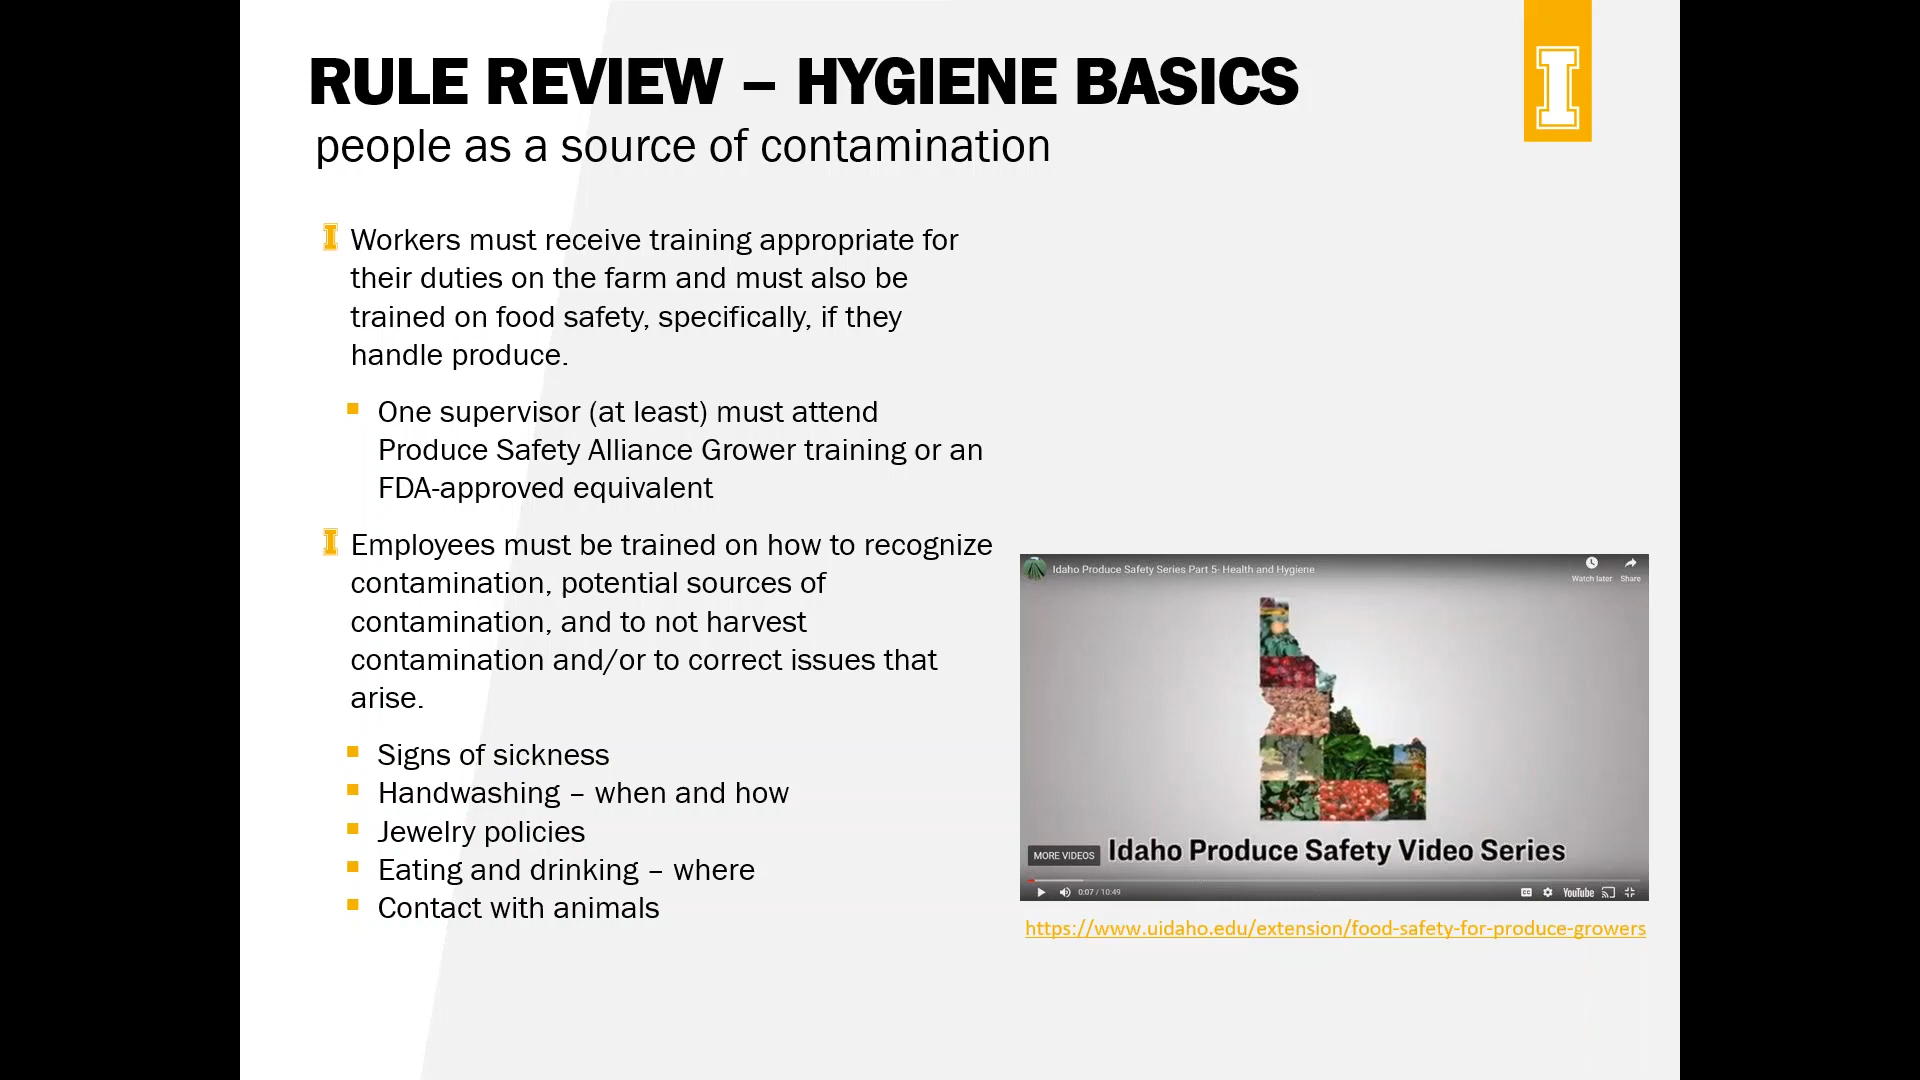 RULE REVIEW – HYGIENE BASICS
people as a source of contamination
Workers must receive training appropriate for
their duties on the farm and must also be
trained on food safety, specifically, if they
handle produce.
One supervisor (at least) must attend
Produce Safety Alliance Grower training or an
FDA-approved equivalent
Employees must be trained on how to recognize
contamination, potential sources of
contamination, and to not harvest
contamination and/or to correct issues that
arise.
Signs of sickness
Handwashing – when and how
Jewelry policies
Eating and drinking – where
Contact with animals
Idaho Produce Safety Series Part 5- Health and Hygiene
Watch later
Share
MORE VIDEOS
Idaho Produce Safety Video Series
0:07 / 10:49
CC
YouTube
https://www.uidaho.edu/extension/food-safety-for-produce-growers
I